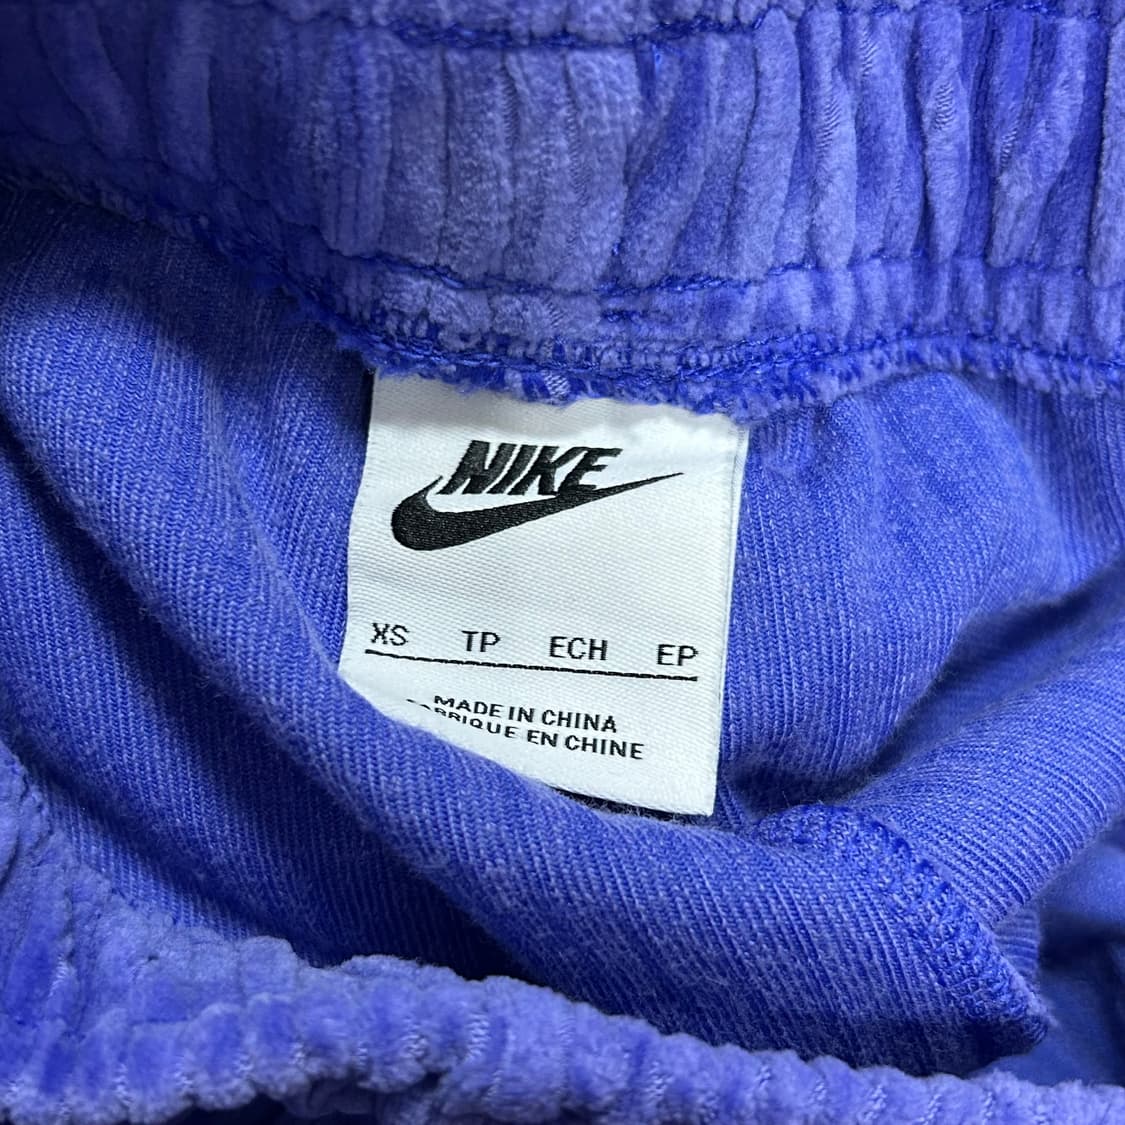 NIKE
XS TP ECH EP
MADE IN CHINA
FABRIQUE EN CHINE